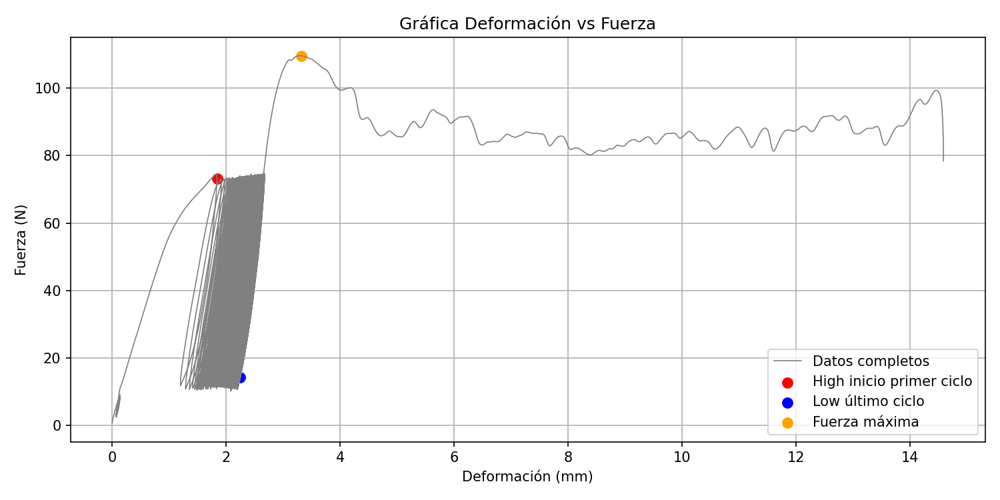 Gráfica Deformación vs Fuerza
Fuerza (N)
100
80
60
40
20
0
0 2 4 6 8 10 12 14
Deformación (mm)
Datos completos
High inicio primer ciclo
Low último ciclo
Fuerza máxima